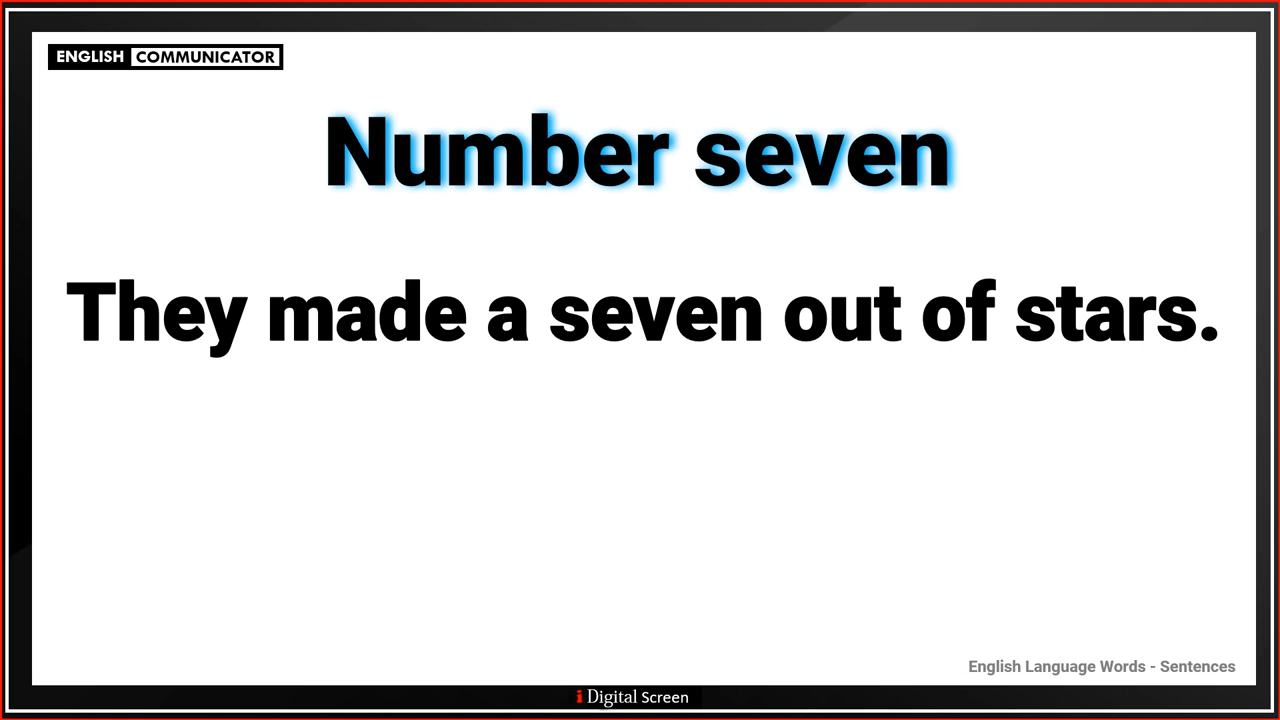 ENGLISH COMMUNICATOR
Number seven
They made a seven out of stars.
English Language Words - Sentences
i Digital Screen